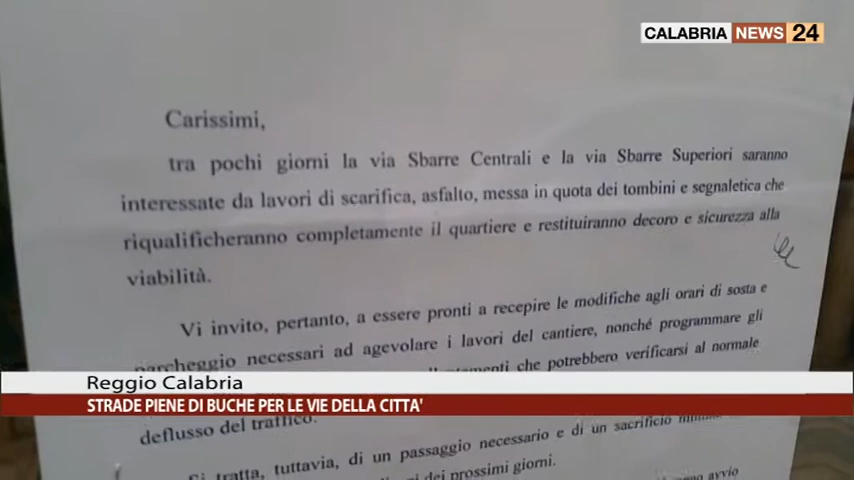 CALABRIA NEWS 24
Carissimi,
tra pochi giorni la via Sbarre Centrali e la via Sbarre Superiori saranno
interessate da lavori di scarifica, asfalto, messa in quota dei tombini e segnaletica che
riqualificheranno completamente il quartiere e restituiranno decoro e sicurezza alla
viabilità.
Vi invito, pertanto, a essere pronti a recepire le modifiche agli orari di sosta e
parcheggio necessari ad agevolare i lavori del cantiere, nonché programmare gli
che potrebbero verificarsi al normale
Reggio Calabria
STRADE PIENE DI BUCHE PER LE VIE DELLA CITTA'
deflusso del traffico.
Si tratta, tuttavia, di un passaggio necessario e di un sacrificio
dei prossimi giorni.
avvio